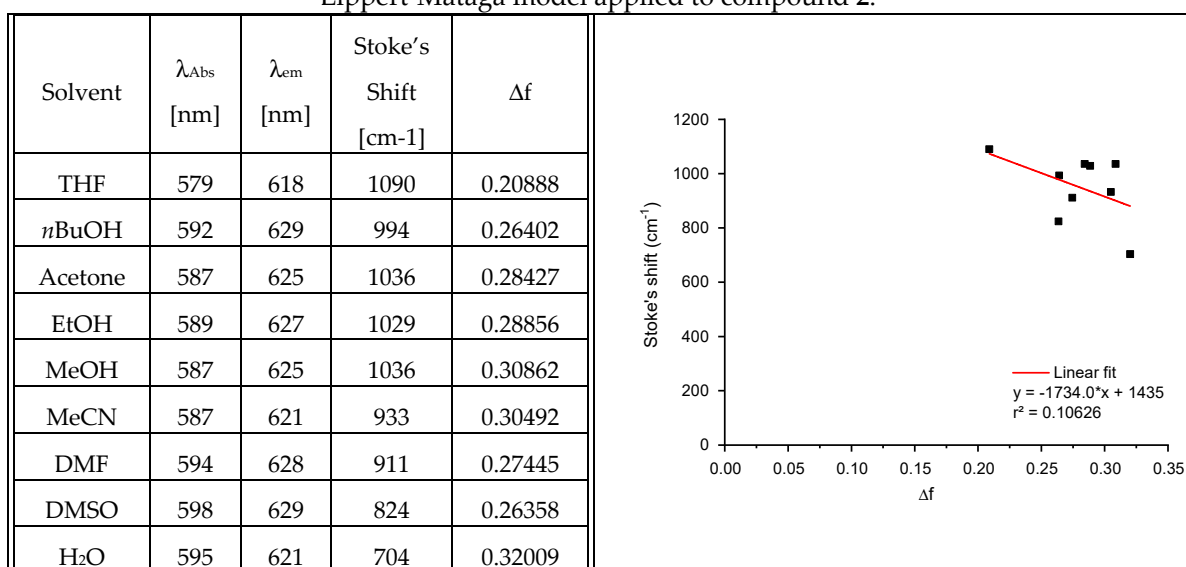 Lippert-Mataga model applied to compound 2.
Solvent λAbs [nm] λem [nm] Stoke's Shift [cm-1] Δf
THF 579 618 1090 0.20888
nBuOH 592 629 994 0.26402
Acetone 587 625 1036 0.28427
EtOH 589 627 1029 0.28856
MeOH 587 625 1036 0.30862
MeCN 587 621 933 0.30492
DMF 594 628 911 0.27445
DMSO 598 629 824 0.26358
H2O 595 621 704 0.32009
Stoke's shift (cm-1)
1200
1000
800
600
400
200
0
Linear fit
y = -1734.0*x + 1435
r² = 0.10626
0.00 0.05 0.10 0.15 0.20 0.25 0.30 0.35
Δf